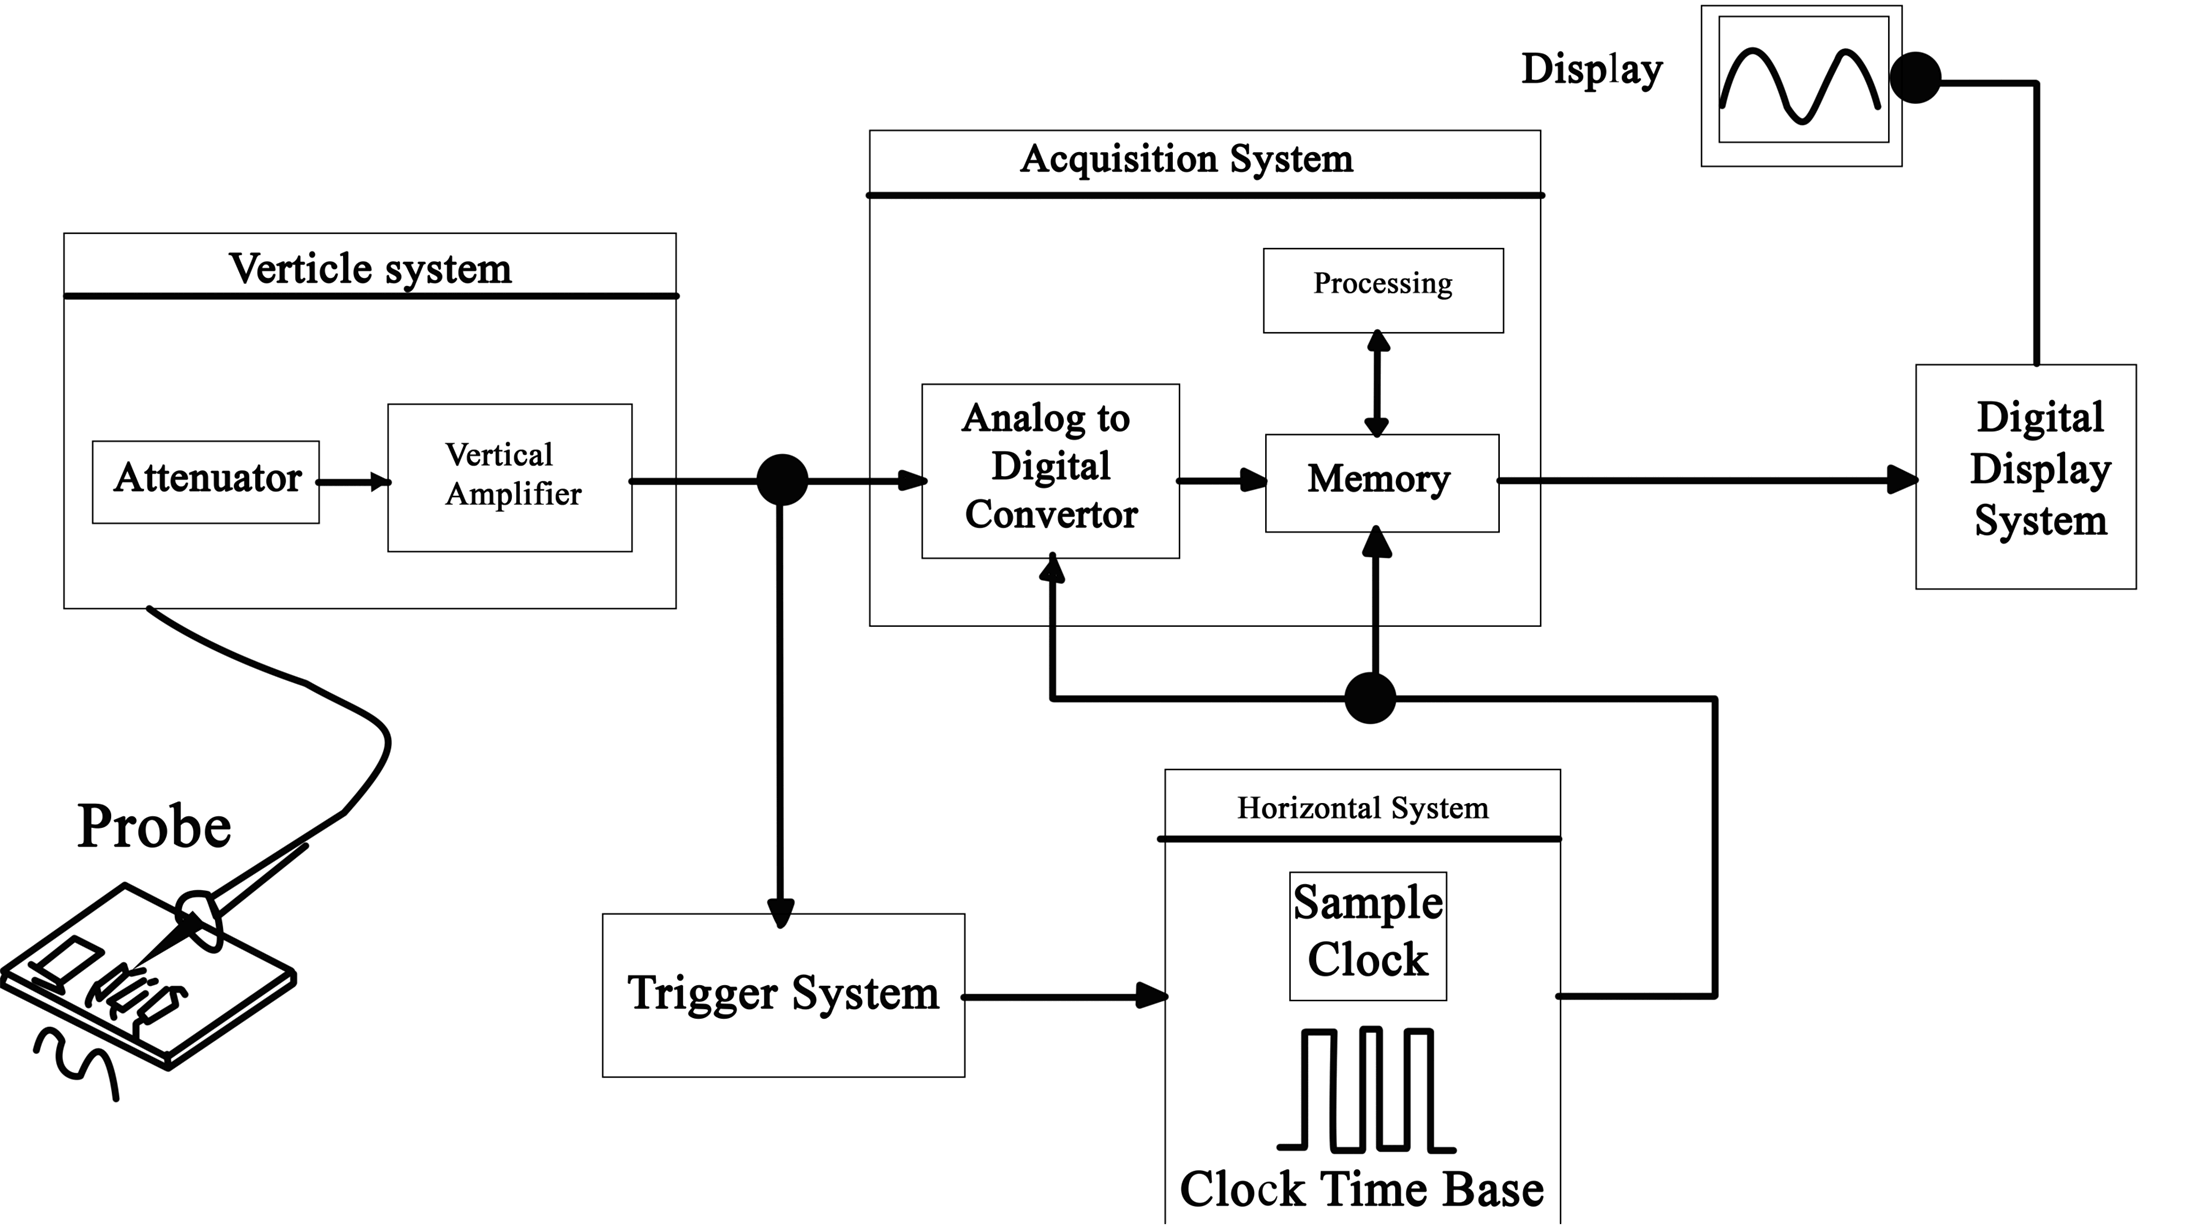 Display
Acquisition System
Verticle system
Processing
Attenuator
Vertical
Amplifier
Analog to
Digital
Convertor
Memory
Digital
Display
System
Probe
Horizontal System
Sample
Clock
Trigger System
Clock Time Base